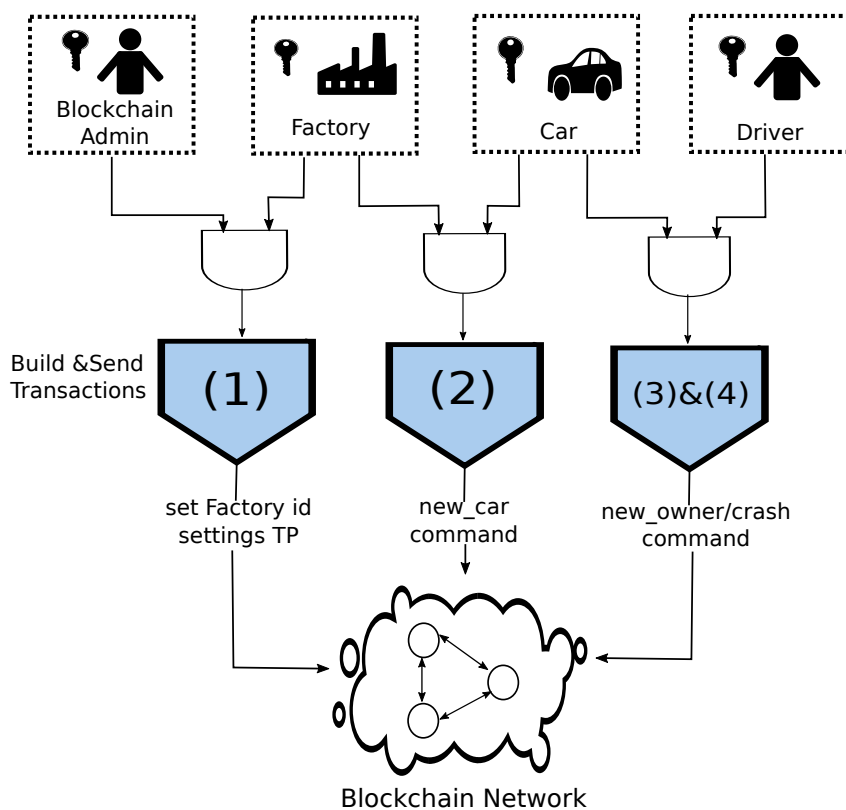 Blockchain
Admin
Factory
Car
Driver
Build &Send
Transactions
(1)
(2)
(3)&(4)
set Factory id
settings TP
new_car
command
new_owner/crash
command
Blockchain Network